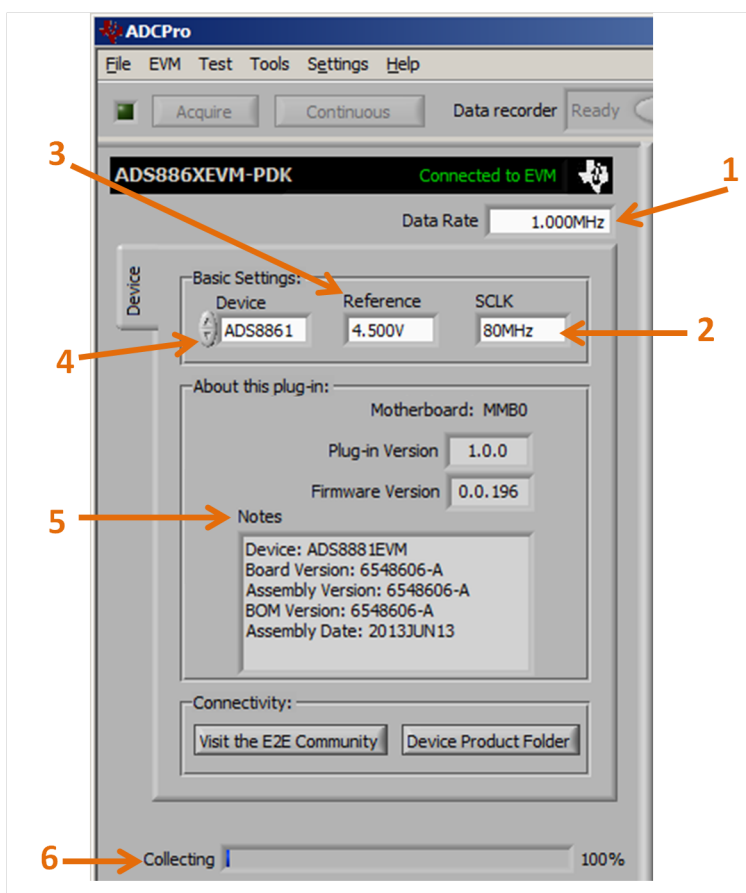 ADCPro
File EVM Test Tools Settings Help
Acquire Continuous Data recorder Ready
3
1
ADS886XEVM-PDK Connected to EVM
Data Rate 1.000MHz
Device
Basic Settings:
Device Reference SCLK
ADS8861 4.500V 80MHz
2
4
About this plug-in:
Motherboard: MMB0
Plug-in Version 1.0.0
Firmware Version 0.0.196
5
Notes
Device: ADS8881EVM
Board Version: 6548606-A
Assembly Version: 6548606-A
BOM Version: 6548606-A
Assembly Date: 2013JUN13
Connectivity:
Visit the E2E Community Device Product Folder
6
Collecting 100%